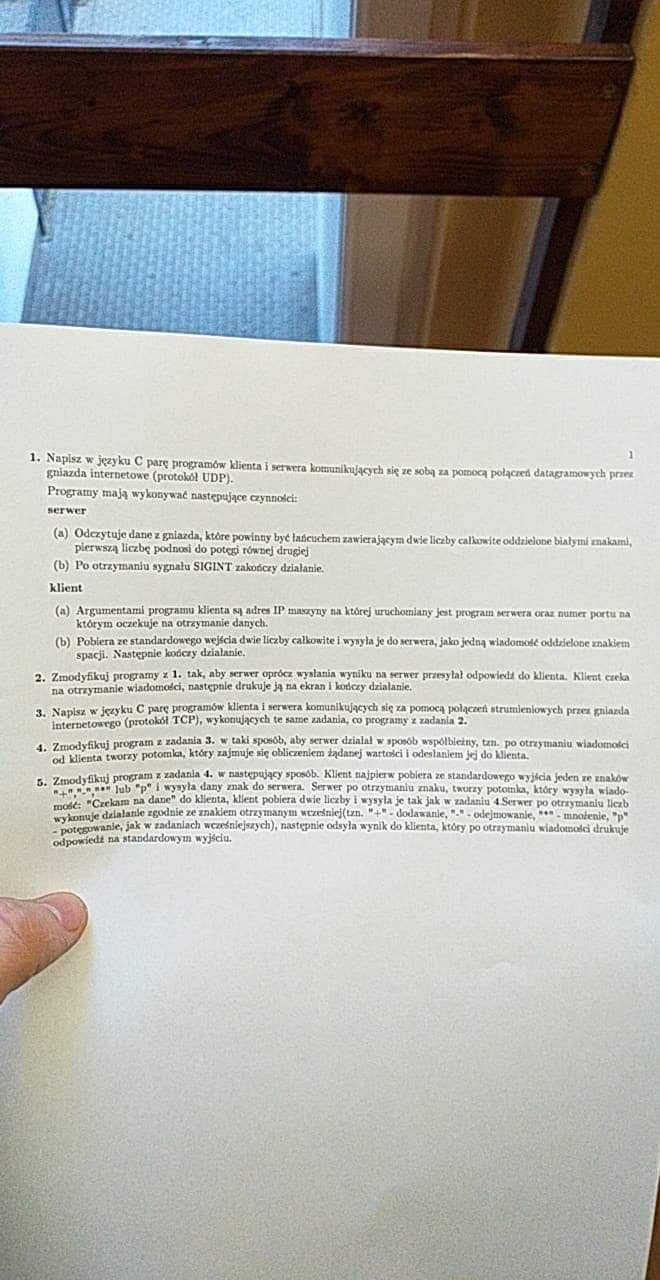 1
1. Napisz w języku C parę programów klienta i serwera komunikujących się ze sobą za pomocą połączeń datagramowych przez
gniazda internetowe (protokół UDP).
Programy mają wykonywać następujące czynności:
serwer
(a) Odczytuje dane z gniazda, które powinny być łańcuchem zawierającym dwie liczby całkowite oddzielone białymi znakami,
pierwszą liczbę podnosi do potęgi równej drugiej
(b) Po otrzymaniu sygnału SIGINT zakończy działanie.
klient
(a) Argumentami programu klienta są adres IP maszyny na której uruchomiany jest program serwera oraz numer portu na
którym oczekuje na otrzymanie danych.
(b) Pobiera ze standardowego wejścia dwie liczby całkowite i wysyła je do serwera, jako jedną wiadomość oddzielone znakiem
spacji. Następnie kończy działanie.
2. Zmodyfikuj programy z 1. tak, aby serwer oprócz wysłania wyniku na serwer przesyłał odpowiedź do klienta. Klient czeka
na otrzymanie wiadomości, następnie drukuje ją na ekran i kończy działanie.
3. Napisz w języku C parę programów klienta i serwera komunikujących się za pomocą połączeń strumieniowych przez gniazda
internetowego (protokół TCP), wykonujących te same zadania, co programy z zadania 2.
4. Zmodyfikuj program z zadania 3. w taki sposób, aby serwer działał w sposób współbieżny, tzn. po otrzymaniu wiadomości
od klienta tworzy potomka, który zajmuje się obliczeniem żądanej wartości i odesłaniem jej do klienta.
5. Zmodyfikuj program z zadania 4. w następujący sposób. Klient najpierw pobiera ze standardowego wyjścia jeden ze znaków
"+","-","*" lub "p" i wysyła dany znak do serwera. Serwer po otrzymaniu znaku, tworzy potomka, który wysyła wiado-
mość: "Czekam na dane" do klienta, klient pobiera dwie liczby i wysyła je tak jak w zadaniu 4.Serwer po otrzymaniu liczb
wykonuje działanie zgodnie ze znakiem otrzymanym wcześniej(tzn. "+" - dodawanie, "-" - odejmowanie, "*" - mnożenie, "p"
- potęgowanie, jak w zadaniach wcześniejszych), następnie odsyła wynik do klienta, który po otrzymaniu wiadomości drukuje
odpowiedź na standardowym wyjściu.